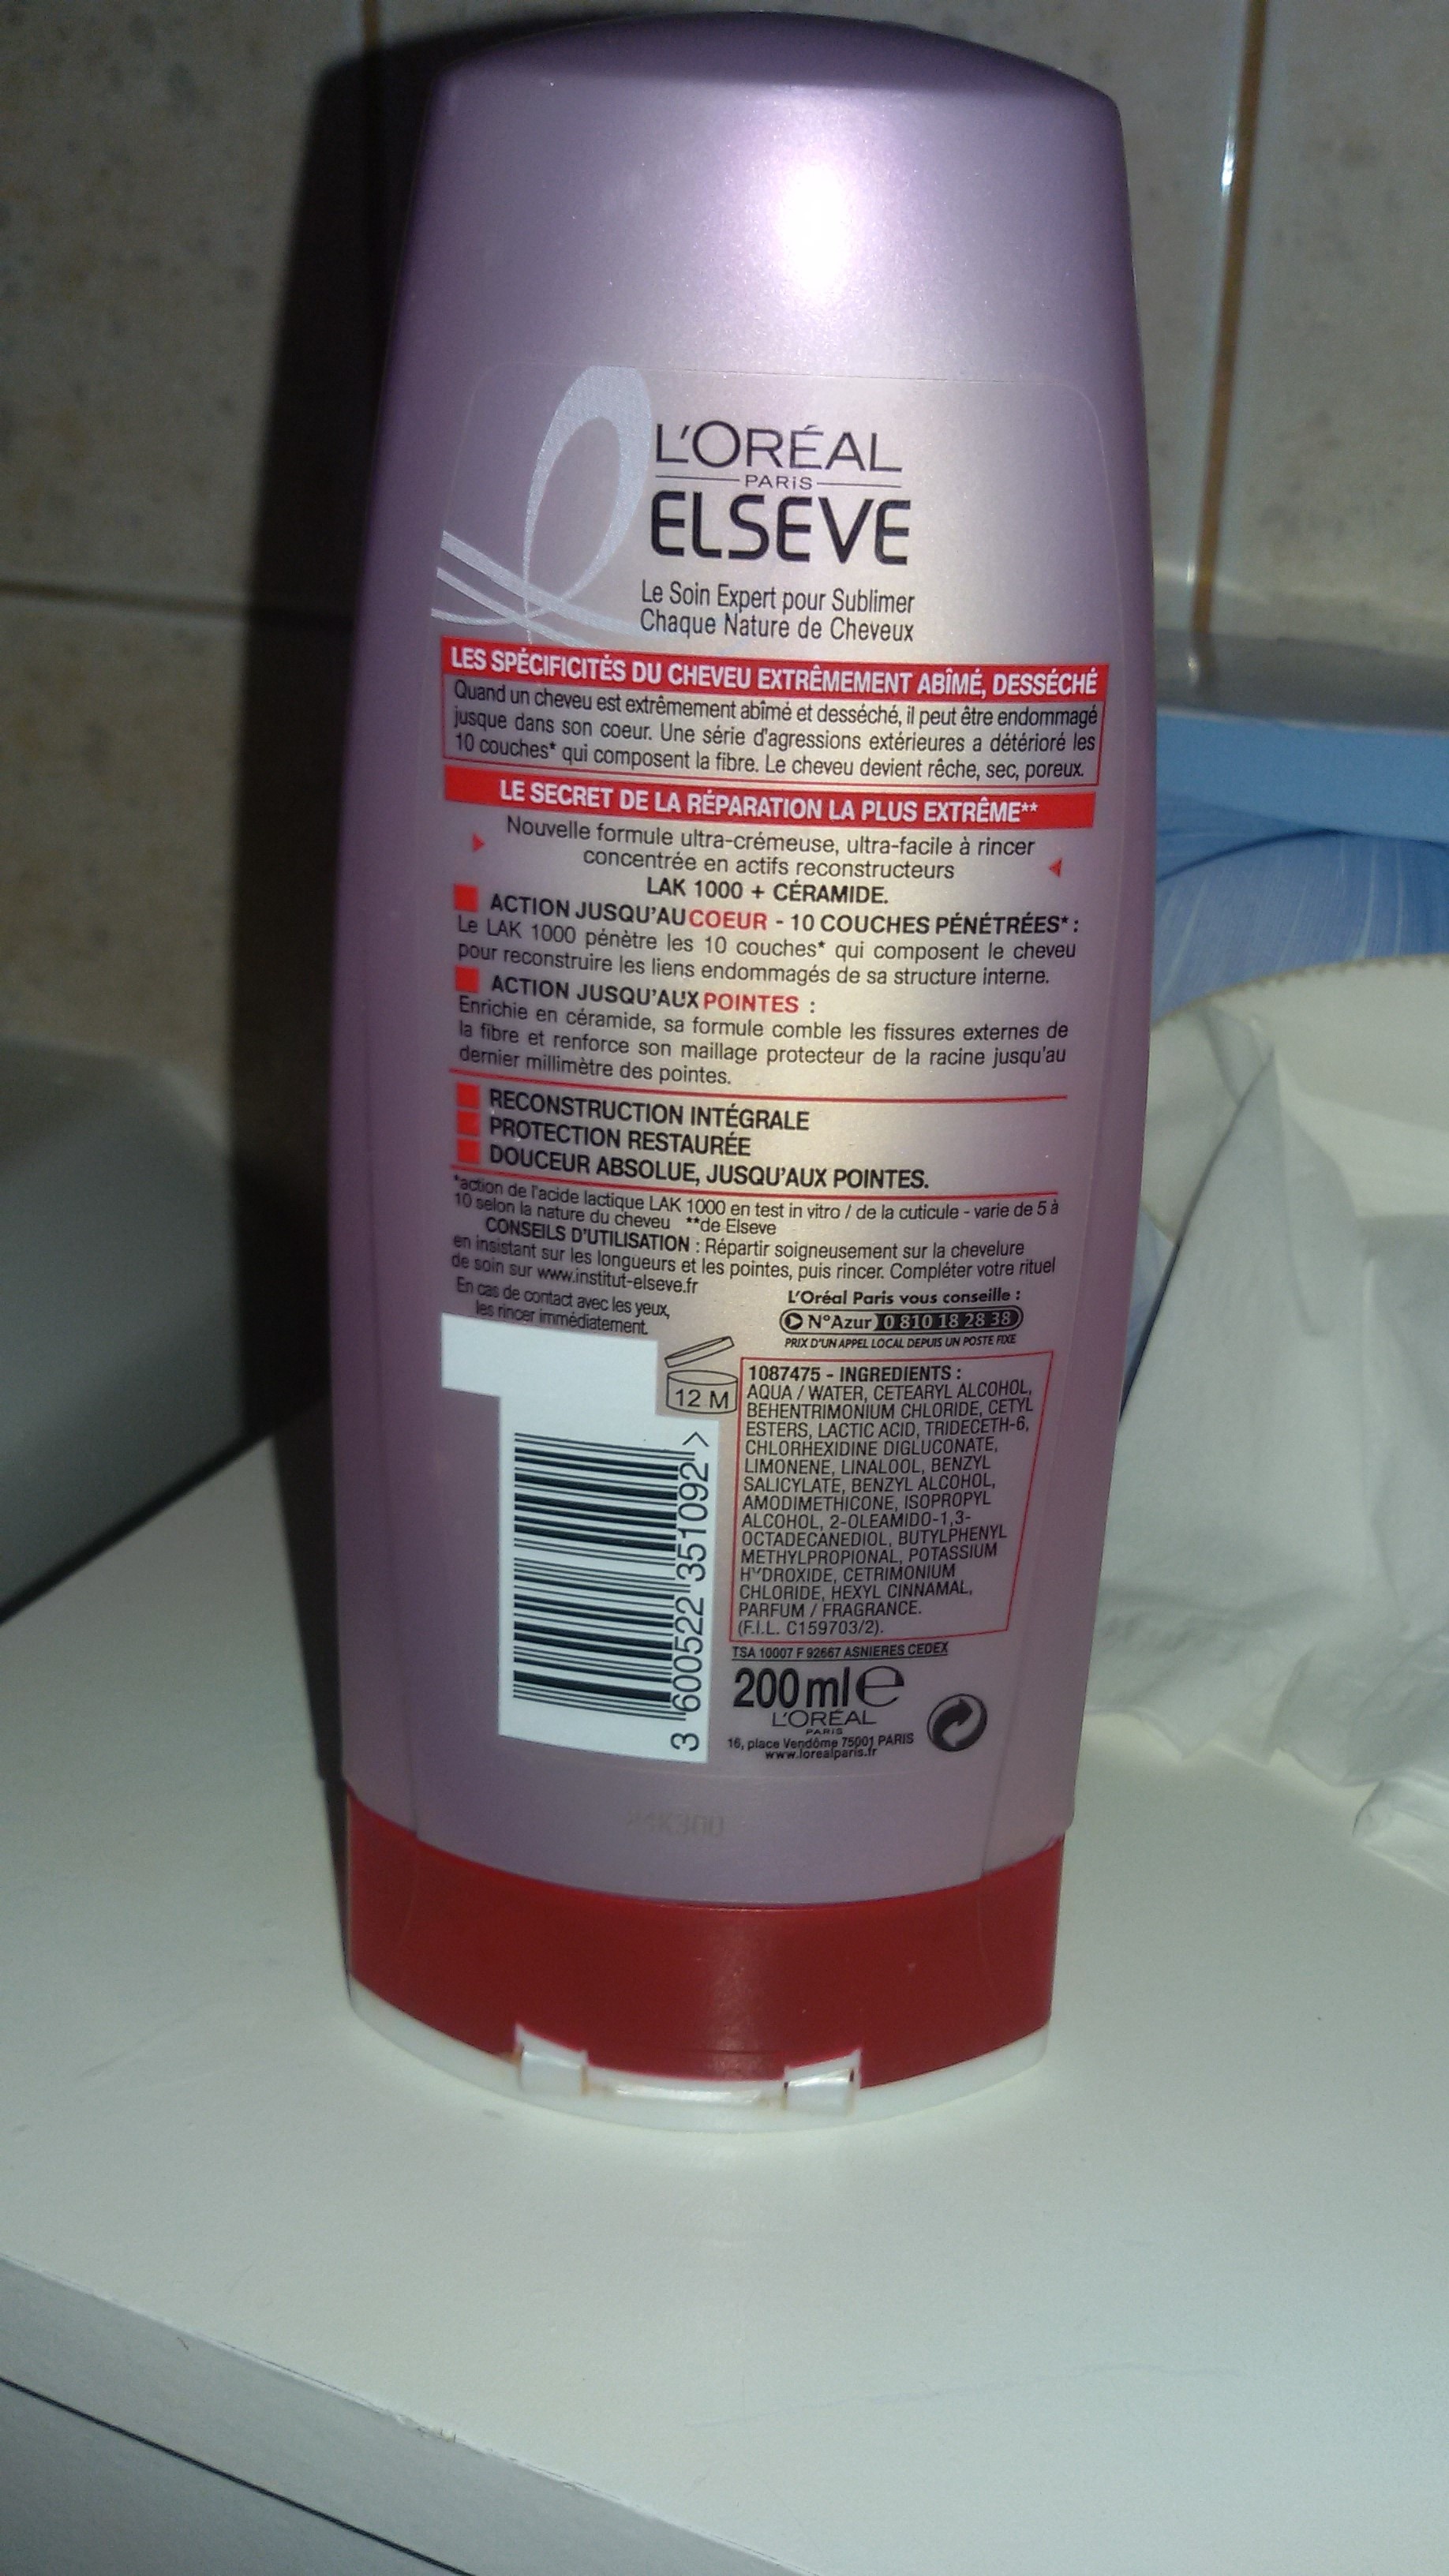 L'ORÉAL
PARIS
ELSEVE
Le Soin Expert pour Sublimer
Chaque Nature de Cheveux
LES SPÉCIFICITÉS DU CHEVEU EXTRÊMEMENT ABÎMÉ, DESSÉCHÉ
Quand un cheveu est extrêmement abîmé et desséché, il peut être endommagé
jusque dans son coeur. Une série d'agressions extérieures a détérioré les
10 couches* qui composent la fibre. Le cheveu devient rêche, sec, poreux.
LE SECRET DE LA RÉPARATION LA PLUS EXTRÊME**
Nouvelle formule ultra-crémeuse, ultra-facile à rincer
concentrée en actifs reconstructeurs
LAK 1000 + CÉRAMIDE.
ACTION JUSQU'AU COEUR - 10 COUCHES PÉNÉTRÉES* :
Le LAK 1000 pénètre les 10 couches* qui composent le cheveu
pour reconstruire les liens endommagés de sa structure interne.
ACTION JUSQU'AUX POINTES :
Enrichie en céramide, sa formule comble les fissures externes de
la fibre et renforce son maillage protecteur de la racine jusqu'au
dernier millimètre des pointes.
RECONSTRUCTION INTÉGRALE
PROTECTION RESTAURÉE
DOUCEUR ABSOLUE, JUSQU'AUX POINTES.
*action de l'acide lactique LAK 1000 en test in vitro / de la cuticule - varie de 5 à
10 selon la nature du cheveu **de Elseve
CONSEILS D'UTILISATION : Répartir soigneusement sur la chevelure
en insistant sur les longueurs et les pointes, puis rincer. Compléter votre rituel
de soin sur www.institut-elseve.fr
En cas de contact avec les yeux,
les rincer immédiatement.
L'Oréal Paris vous conseille :
N°Azur 0 810 18 28 38
PRIX D'UN APPEL LOCAL DEPUIS UN POSTE FIXE
12 M
1087475 - INGREDIENTS :
AQUA / WATER, CETEARYL ALCOHOL,
BEHENTRIMONIUM CHLORIDE, CETYL
ESTERS, LACTIC ACID, TRIDECETH-6,
CHLORHEXIDINE DIGLUCONATE,
LIMONENE, LINALOOL, BENZYL
SALICYLATE, BENZYL ALCOHOL,
AMODIMETHICONE, ISOPROPYL
ALCOHOL, 2-OLEAMIDO-1,3-
OCTADECANEDIOL, BUTYLPHENYL
METHYLPROPIONAL, POTASSIUM
HYDROXIDE, CETRIMONIUM
CHLORIDE, HEXYL CINNAMAL,
PARFUM / FRAGRANCE.
(F.I.L. C159703/2).
TSA 10007 F 92667 ASNIERES CEDEX
3 600522 351092 >
200 ml e
L'ORÉAL
PARIS
16, place Vendôme 75001 PARIS
www.lorealparis.fr